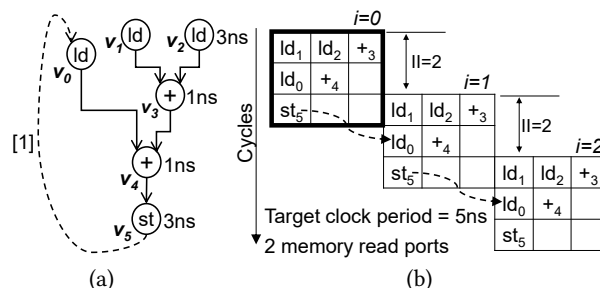 ld
v₀
ld
v₁
ld
v₂
3ns
+
v₃
1ns
[1]
+
v₄
1ns
st
v₅
3ns
(a)
Cycles
i=0
ld₁ ld₂ +₃
ld₀ +₄
st₅
II=2
i=1
ld₁ ld₂ +₃
ld₀ +₄
st₅
II=2
i=2
ld₁ ld₂ +₃
ld₀ +₄
st₅
Target clock period = 5ns
2 memory read ports
(b)